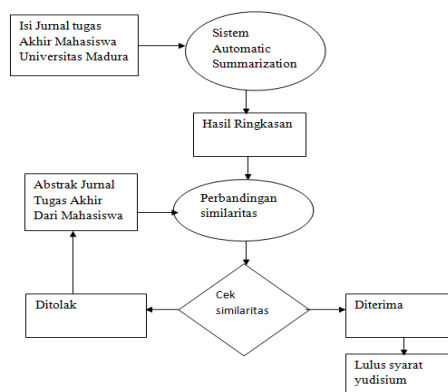 Isi Jurnal tugas
Akhir Mahasiswa
Universitas Madura
Sistem
Automatic
Summarization
Hasil Ringkasan
Abstrak Jurnal
Tugas Akhir
Dari Mahasiswa
Perbandingan
similaritas
Ditolak
Cek
similaritas
Diterima
Lulus syarat
yudisium